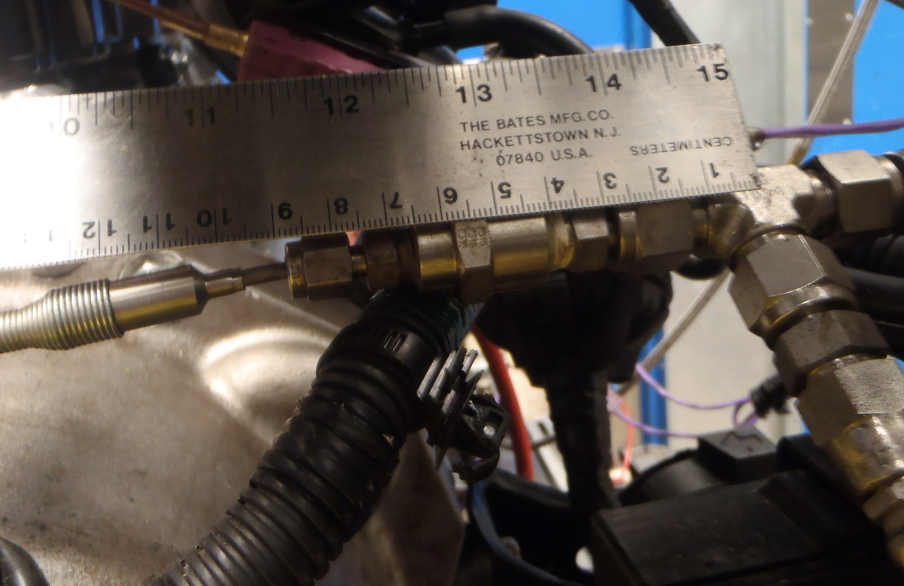 10 11 12 13 14 15
THE BATES MFG. CO.
HACKETTSTOWN N.J.
07840 U.S.A.
CENTIMETERS
12 11 10 9 8 7 6 5 4 3 2 1